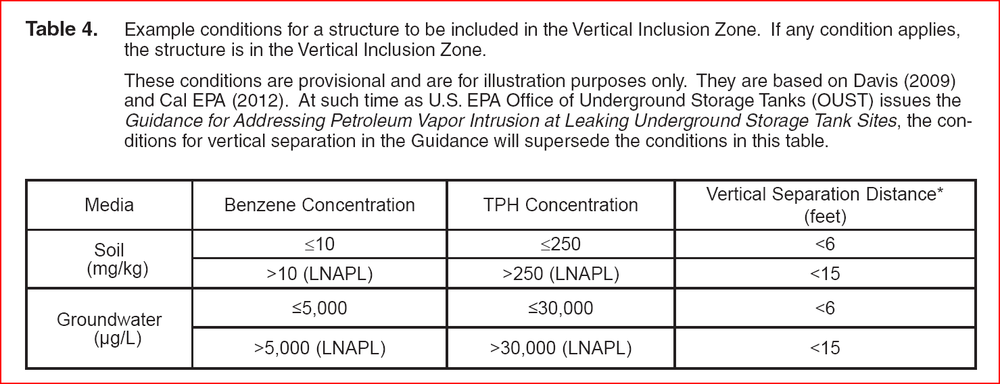 Table 4. Example conditions for a structure to be included in the Vertical Inclusion Zone. If any condition applies,
the structure is in the Vertical Inclusion Zone.
These conditions are provisional and are for illustration purposes only. They are based on Davis (2009)
and Cal EPA (2012). At such time as U.S. EPA Office of Underground Storage Tanks (OUST) issues the
Guidance for Addressing Petroleum Vapor Intrusion at Leaking Underground Storage Tank Sites, the con-
ditions for vertical separation in the Guidance will supersede the conditions in this table.
Media Benzene Concentration TPH Concentration Vertical Separation Distance*
(feet)
Soil
(mg/kg)
≤10 ≤250 <6
>10 (LNAPL) >250 (LNAPL) <15
Groundwater
(µg/L)
≤5,000 ≤30,000 <6
>5,000 (LNAPL) >30,000 (LNAPL) <15